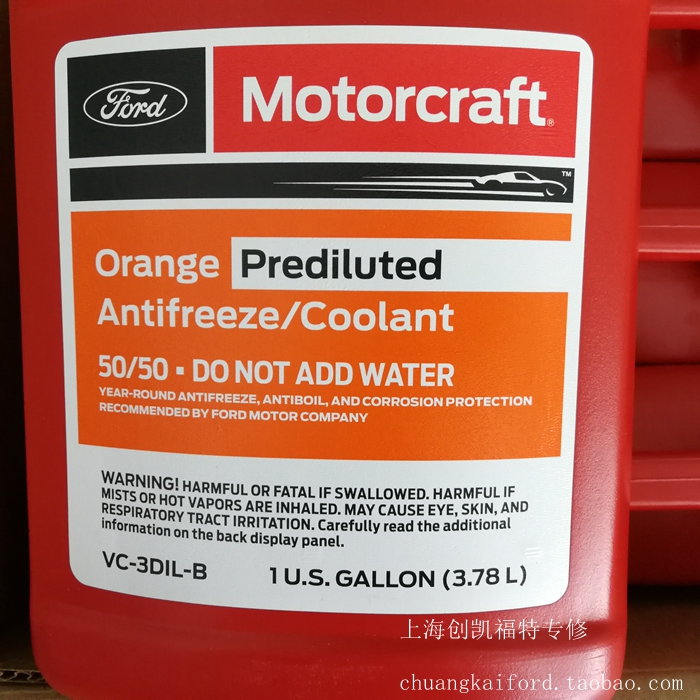 Ford
Motorcraft®
™
Orange Prediluted
Antifreeze/Coolant
50/50 ▪ DO NOT ADD WATER
YEAR-ROUND ANTIFREEZE, ANTIBOIL, AND CORROSION PROTECTION
RECOMMENDED BY FORD MOTOR COMPANY
WARNING! HARMFUL OR FATAL IF SWALLOWED. HARMFUL IF
MISTS OR HOT VAPORS ARE INHALED. MAY CAUSE EYE, SKIN, AND
RESPIRATORY TRACT IRRITATION. Carefully read the additional
information on the back display panel.
VC-3DIL-B
1 U.S. GALLON (3.78 L)
上海创凯福特专修
chuangkaiford.taobao.com